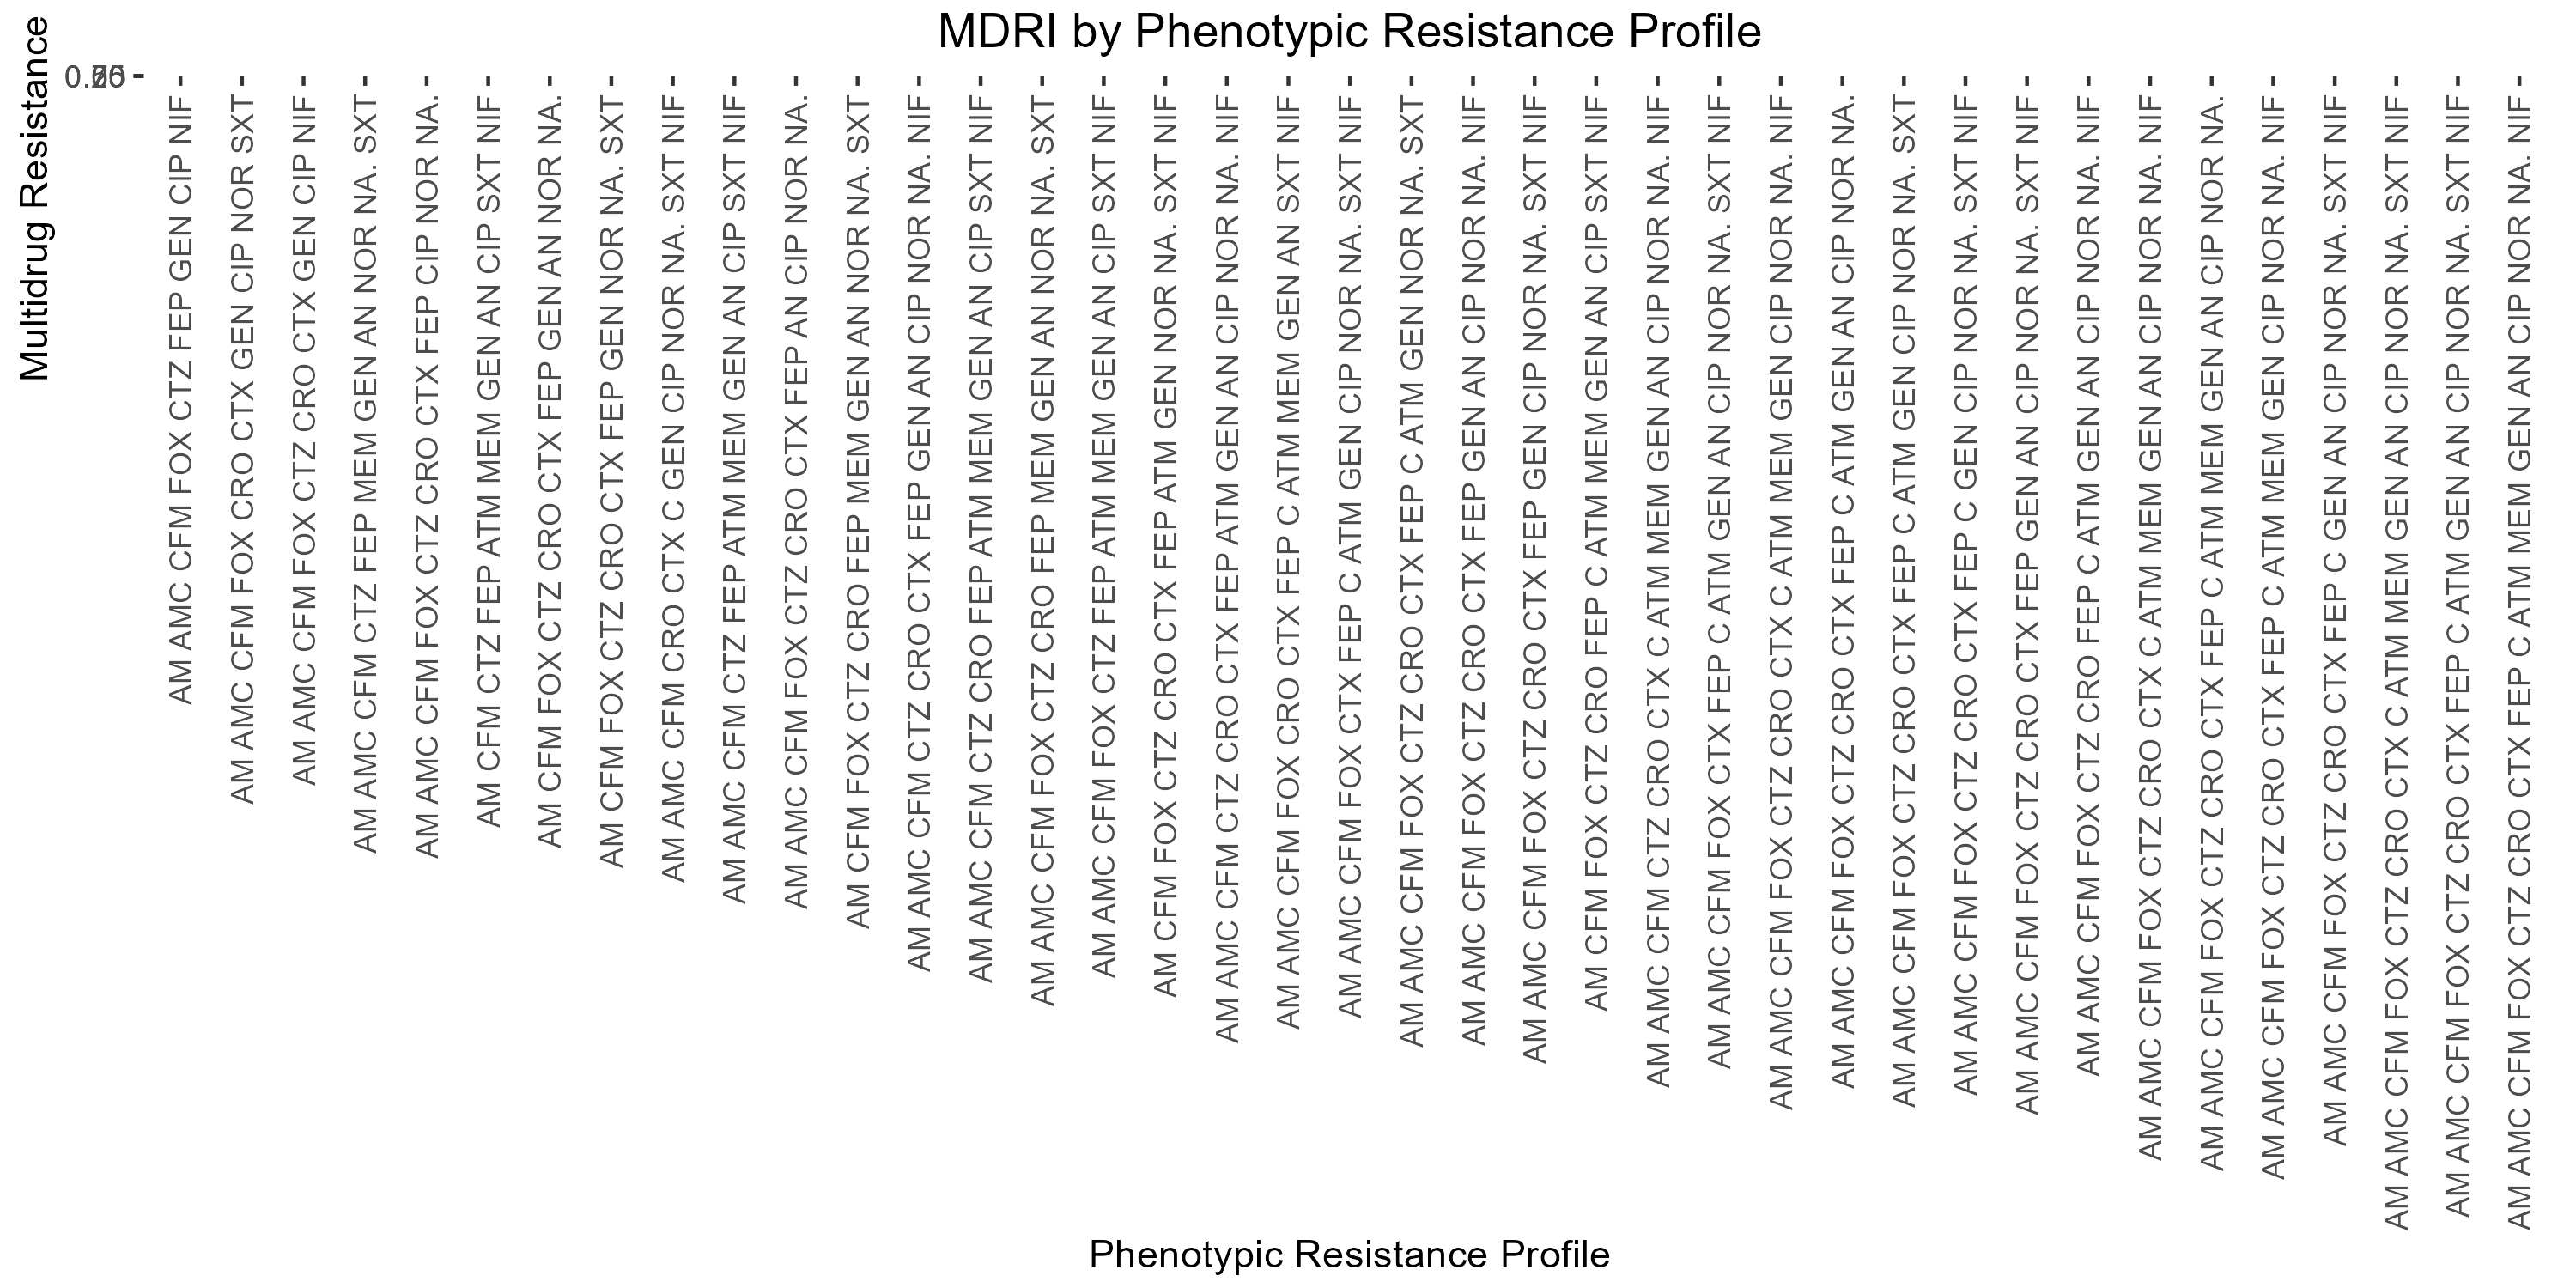 MDRI by Phenotypic Resistance Profile
Multidrug Resistance
AM AMC CFM FOX CTZ FEP GEN CIP NIF
AM AMC CFM FOX CRO CTX GEN CIP NOR SXT
AM AMC CFM FOX CTZ CRO CTX GEN CIP NIF
AM AMC CFM CTZ FEP MEM GEN AN NOR NA. SXT
AM AMC CFM FOX CTZ CRO CTX FEP CIP NOR NA.
AM CFM CTZ FEP ATM MEM GEN AN CIP SXT NIF
AM CFM FOX CTZ CRO CTX FEP GEN AN NOR NA.
AM CFM FOX CTZ CRO CTX FEP GEN NOR NA. SXT
AM AMC CFM CRO CTX C GEN CIP NOR NA. SXT NIF
AM AMC CFM CTZ FEP ATM MEM GEN AN CIP SXT NIF
AM AMC CFM FOX CTZ CRO CTX FEP AN CIP NOR NA.
AM CFM FOX CTZ CRO FEP MEM GEN AN NOR NA. SXT
AM AMC CFM CTZ CRO CTX FEP GEN AN CIP NOR NA. NIF
AM AMC CFM CTZ CRO FEP ATM MEM GEN AN CIP SXT NIF
AM AMC CFM FOX CTZ CRO FEP MEM GEN AN NOR NA. SXT
AM AMC CFM FOX CTZ FEP ATM MEM GEN AN CIP SXT NIF
AM CFM FOX CTZ CRO CTX FEP ATM GEN NOR NA. SXT NIF
AM AMC CFM CTZ CRO CTX FEP ATM GEN AN CIP NOR NA. NIF
AM AMC CFM FOX CRO CTX FEP C ATM MEM GEN AN SXT NIF
AM AMC CFM FOX CTX FEP C ATM GEN CIP NOR NA. SXT NIF
AM AMC CFM FOX CTZ CRO CTX FEP C ATM GEN NOR NA. SXT
AM AMC CFM FOX CTZ CRO CTX FEP GEN AN CIP NOR NA. NIF
AM AMC CFM FOX CTZ CRO CTX FEP GEN CIP NOR NA. SXT NIF
AM CFM FOX CTZ CRO FEP C ATM MEM GEN AN CIP SXT NIF
AM AMC CFM CTZ CRO CTX C ATM MEM GEN AN CIP NOR NA. NIF
AM AMC CFM FOX CTX FEP C ATM GEN AN CIP NOR NA. SXT NIF
AM AMC CFM FOX CTZ CRO CTX C ATM MEM GEN CIP NOR NA. NIF
AM AMC CFM FOX CTZ CRO CTX FEP C ATM GEN AN CIP NOR NA.
AM AMC CFM FOX CTZ CRO CTX FEP C ATM GEN CIP NOR NA. SXT
AM AMC CFM FOX CTZ CRO CTX FEP C GEN CIP NOR NA. SXT NIF
AM AMC CFM FOX CTZ CRO CTX FEP GEN AN CIP NOR NA. SXT NIF
AM AMC CFM FOX CTZ CRO FEP C ATM GEN AN CIP NOR NA. NIF
AM AMC CFM FOX CTZ CRO CTX C ATM MEM GEN AN CIP NOR NA. NIF
AM AMC CFM FOX CTZ CRO CTX FEP C ATM MEM GEN AN CIP NOR NA.
AM AMC CFM FOX CTZ CRO CTX FEP C ATM MEM GEN CIP NOR NA. NIF
AM AMC CFM FOX CTZ CRO CTX FEP C GEN AN CIP NOR NA. SXT NIF
AM AMC CFM FOX CTZ CRO CTX C ATM MEM GEN AN CIP NOR NA. SXT NIF
AM AMC CFM FOX CTZ CRO CTX FEP C ATM GEN AN CIP NOR NA. SXT NIF
AM AMC CFM FOX CTZ CRO CTX FEP C ATM MEM GEN AN CIP NOR NA. NIF
Phenotypic Resistance Profile